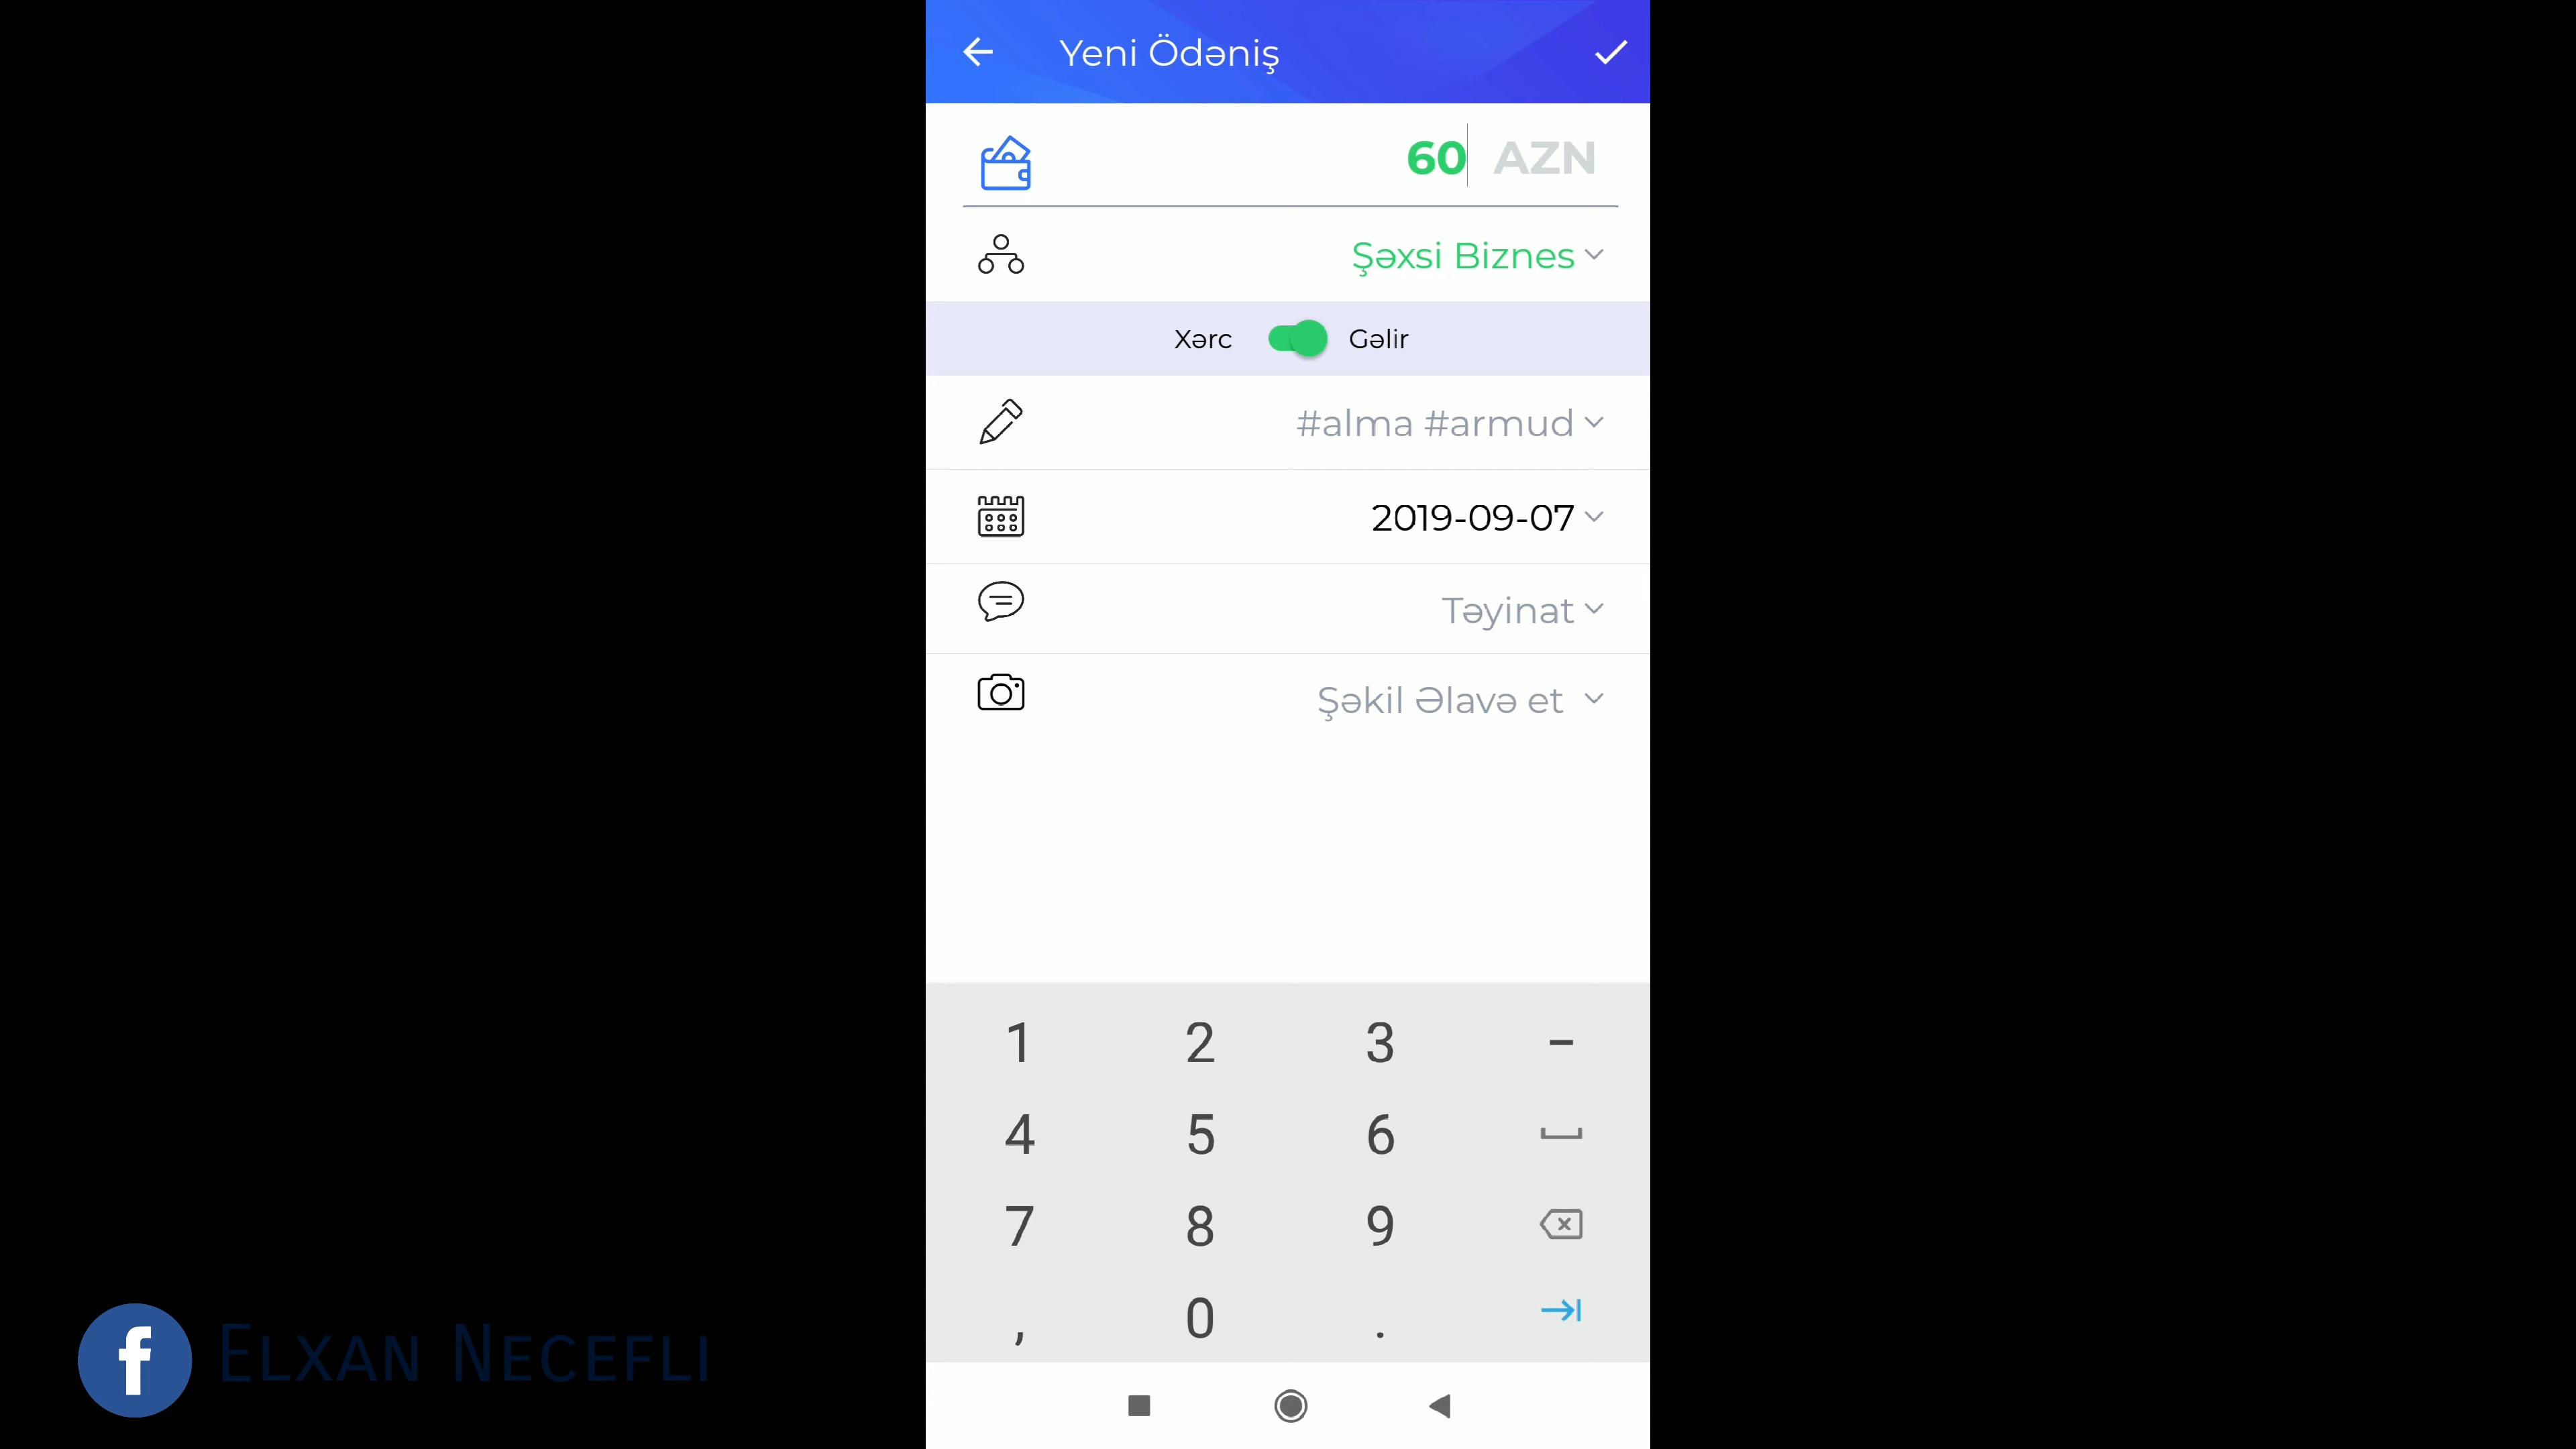 Yeni Ödəniş
60 AZN
Şəxsi Biznes
Xərc Gəlir
#alma #armud
2019-09-07
Təyinat
Şəkil Əlavə et
1 2 3 -
4 5 6
7 8 9
, 0 .
f ELXAN NECEFLI